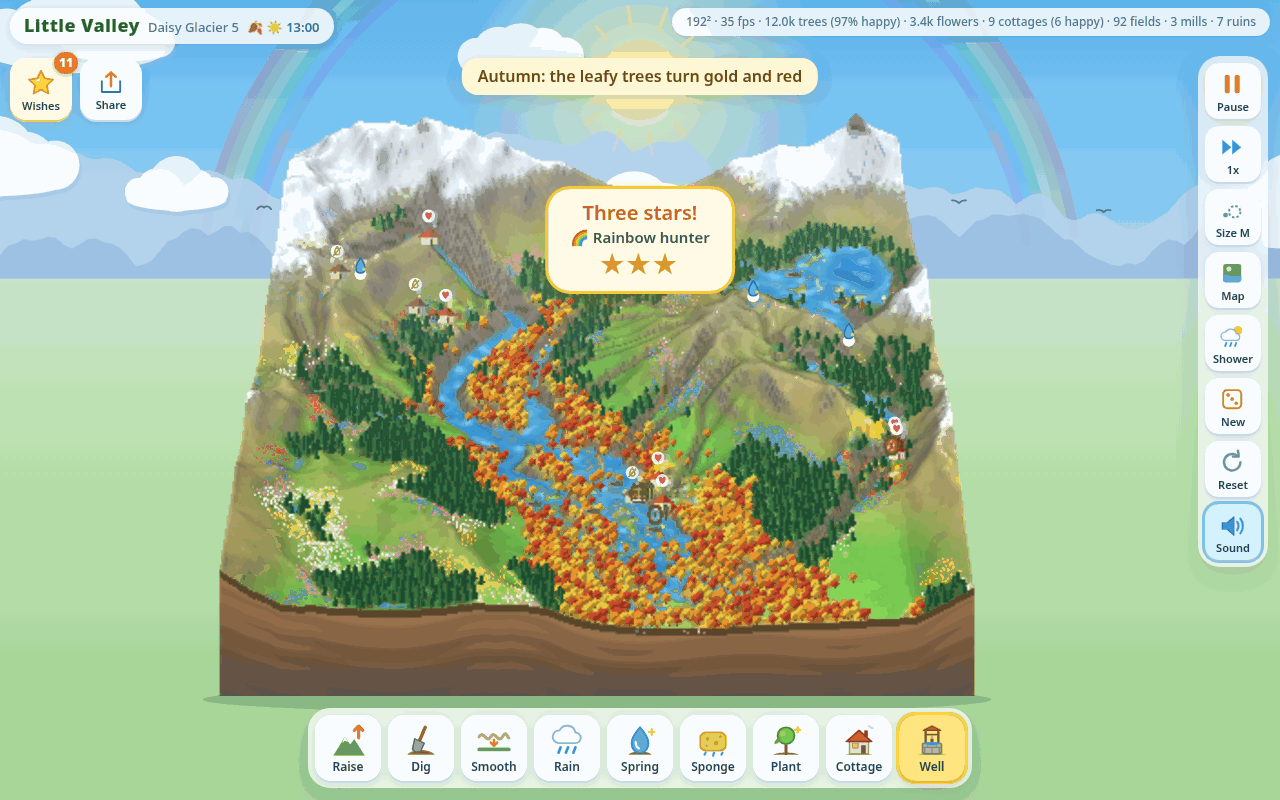 Little Valley Daisy Glacier 5 🍂 ☀️ 13:00
192² · 35 fps · 12.0k trees (97% happy) · 3.4k flowers · 9 cottages (6 happy) · 92 fields · 3 mills · 7 ruins
11
Wishes
Share
Autumn: the leafy trees turn gold and red
Three stars!
🌈 Rainbow hunter
★★★
Pause
1x
Size M
Map
Shower
New
Reset
Sound
Raise
Dig
Smooth
Rain
Spring
Sponge
Plant
Cottage
Well